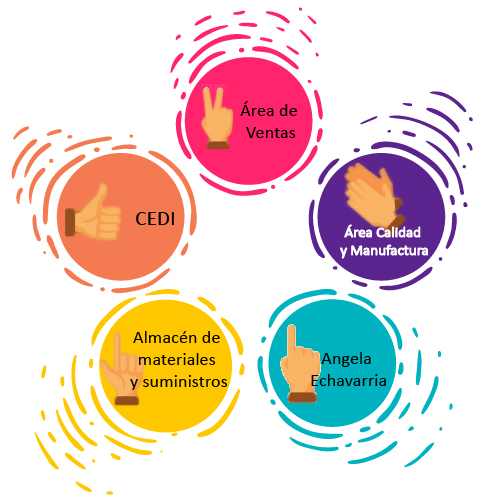 Área de
Ventas
CEDI
Área Calidad
y Manufactura
Almacén de
materiales
y suministros
Angela
Echavarria